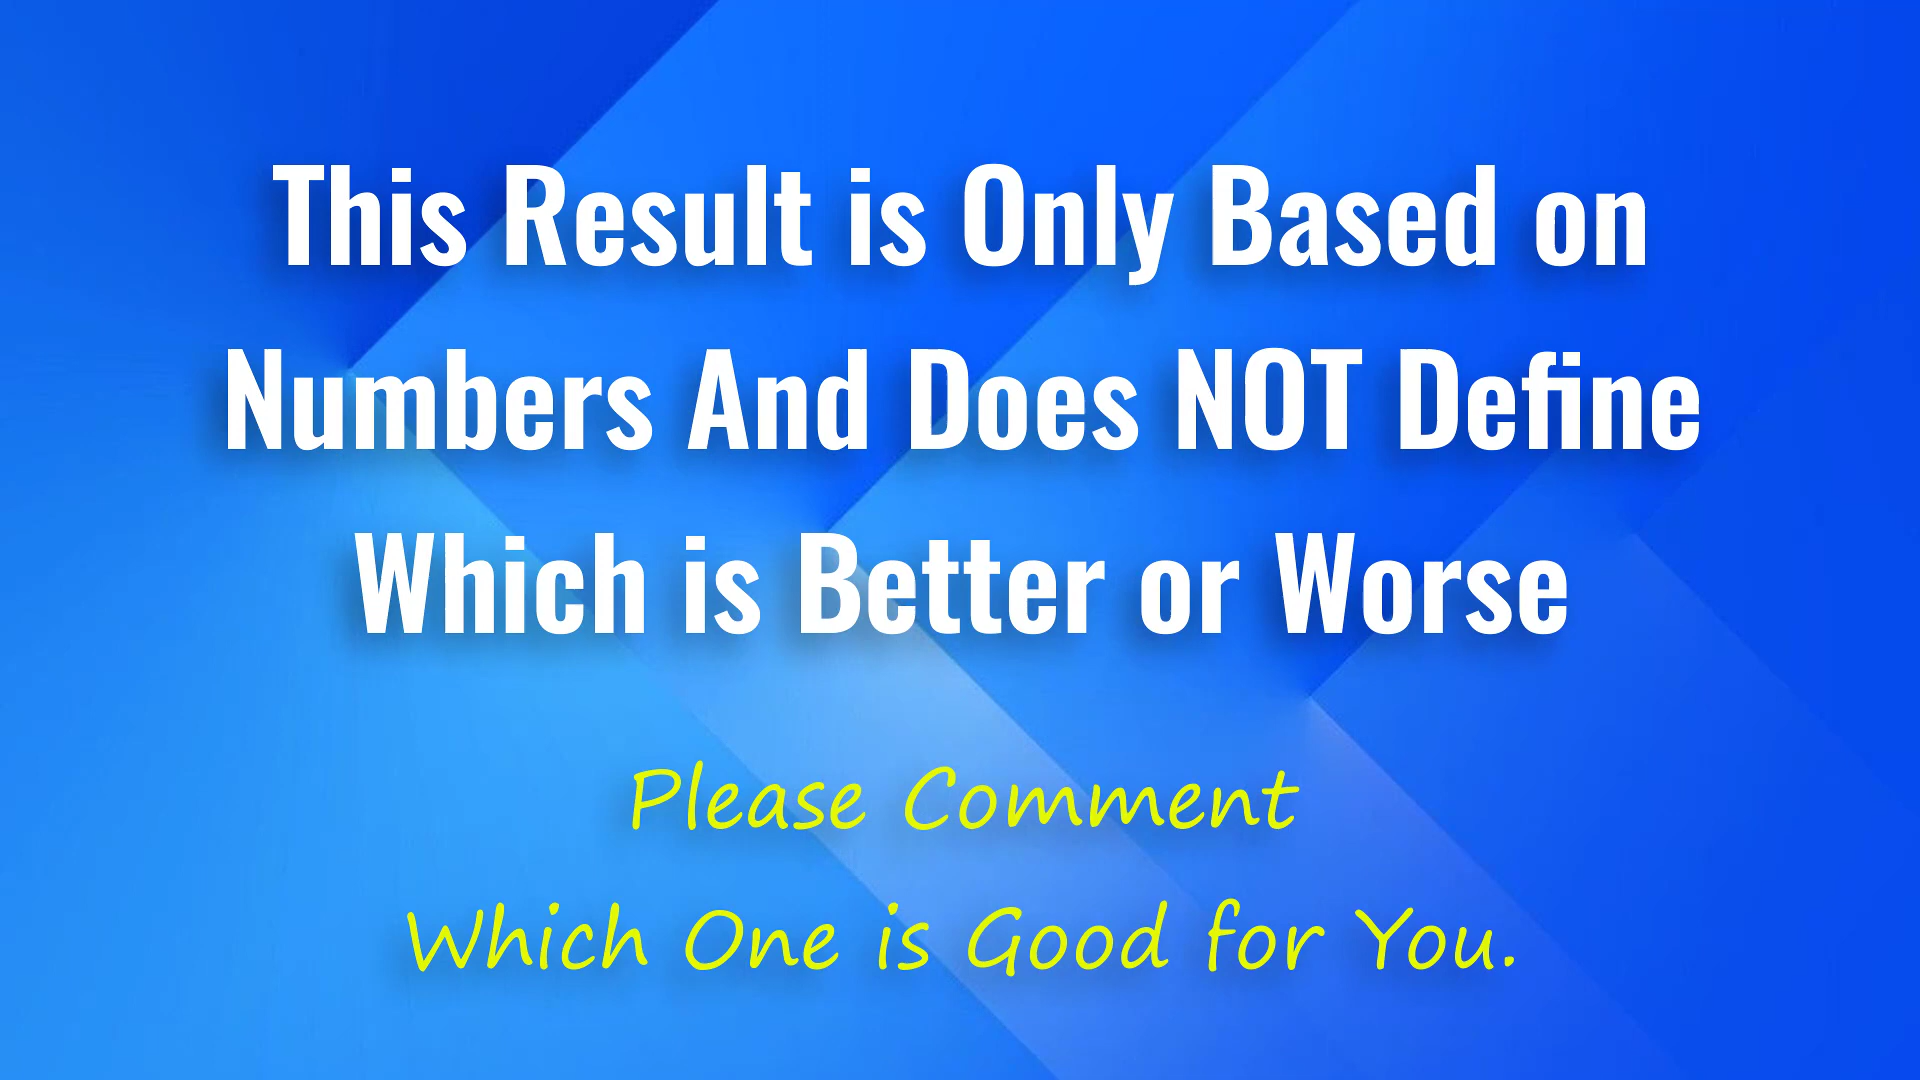 This Result is Only Based on
Numbers And Does NOT Define
Which is Better or Worse
Please Comment
Which One is Good for You.